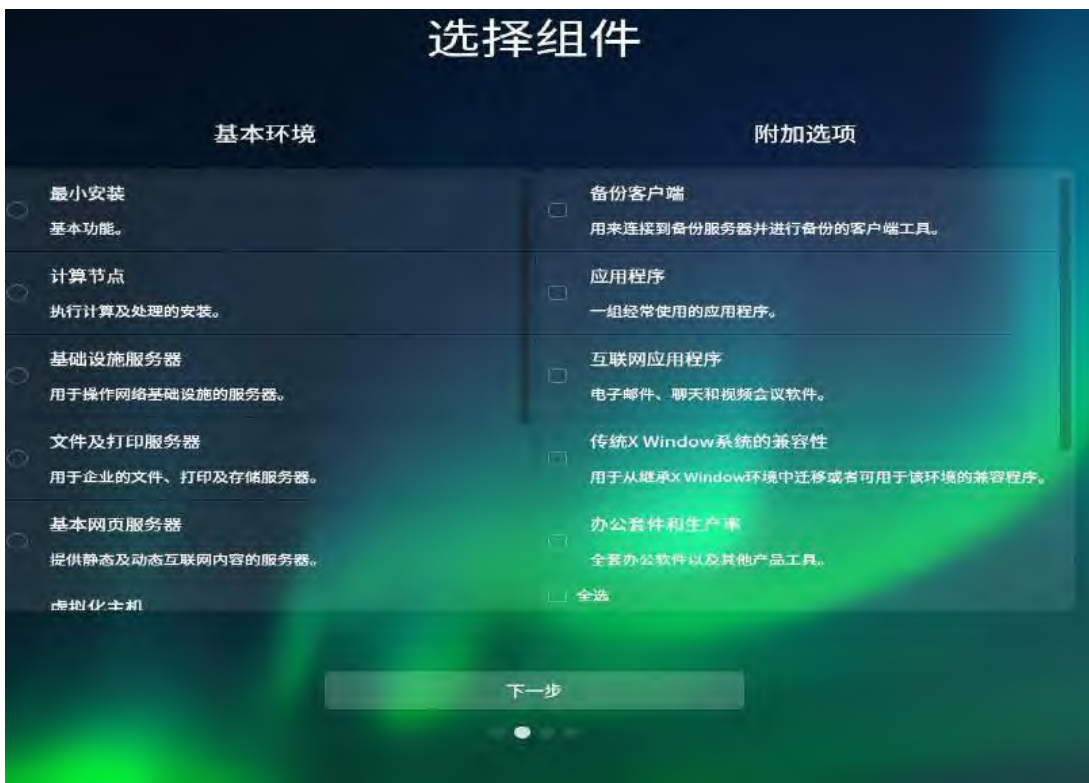 选择组件
基本环境
附加选项
最小安装
基本功能。
计算节点
执行计算及处理的安装。
基础设施服务器
用于操作网络基础设施的服务器。
文件及打印服务器
用于企业的文件、打印及存储服务器。
基本网页服务器
提供静态及动态互联网内容的服务器。
虚拟化主机
备份客户端
用来连接到备份服务器并进行备份的客户端工具。
应用程序
一组经常使用的应用程序。
互联网应用程序
电子邮件、聊天和视频会议软件。
传统X Window系统的兼容性
用于从继承X Window环境中迁移或者可用于该环境的兼容程序。
办公套件和生产率
全套办公软件以及其他产品工具。
全选
下一步